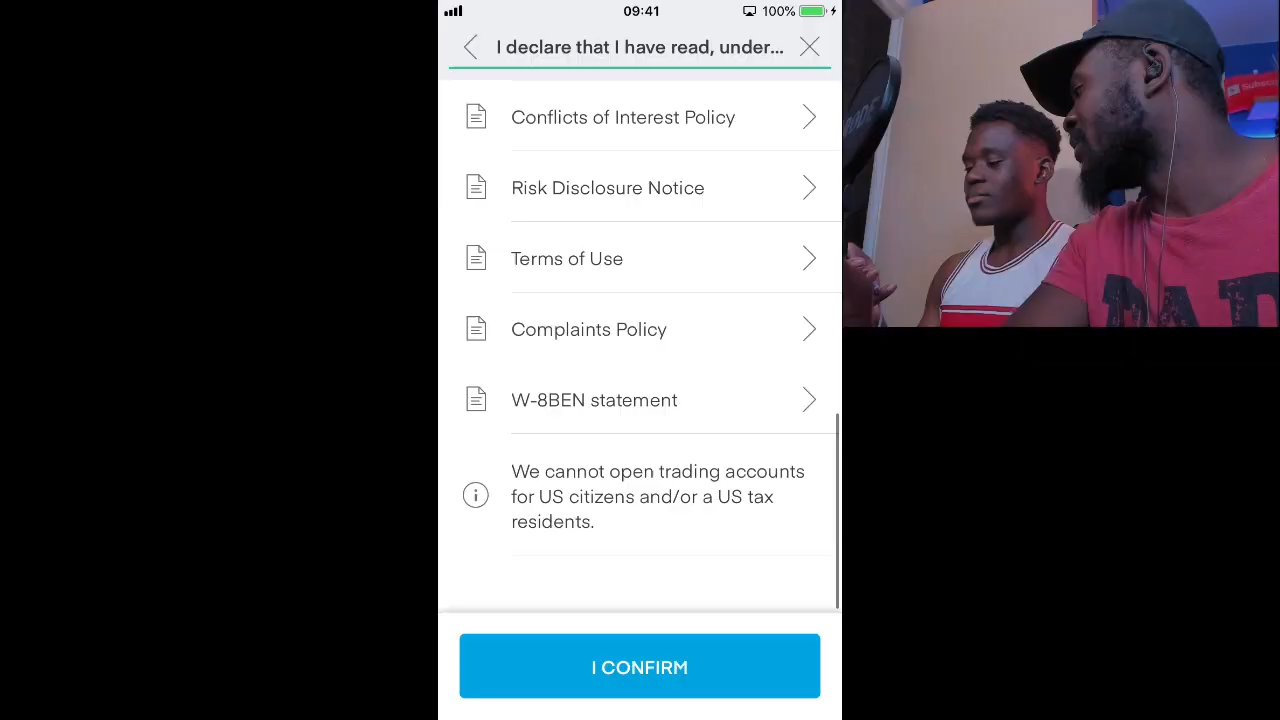 09:41
100%
I declare that I have read, under...
Conflicts of Interest Policy
Risk Disclosure Notice
Terms of Use
Complaints Policy
W-8BEN statement
We cannot open trading accounts
for US citizens and/or a US tax
residents.
I CONFIRM